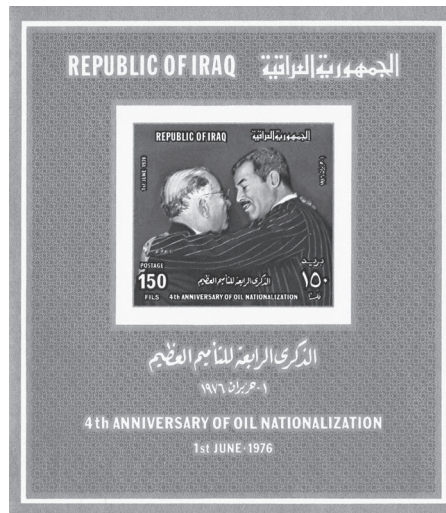 REPUBLIC OF IRAQ الجمهورية العراقية
REPUBLIC OF IRAQ الجمهورية العراقية
1st JUNE 1976
POSTAGE بريد
150 ١٥٠
FILS فلسا
الذكرى الرابعة للتأميم العظيم
4th ANNIVERSARY OF OIL NATIONALIZATION
الذكرى الرابعة للتأميم العظيم
١ - حزيران ١٩٧٦
4th ANNIVERSARY OF OIL NATIONALIZATION
1st JUNE · 1976